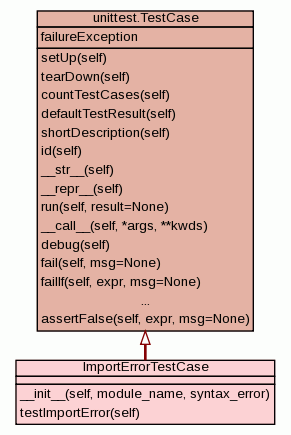 unittest.TestCase
failureException
setUp(self)
tearDown(self)
countTestCases(self)
defaultTestResult(self)
shortDescription(self)
id(self)
__str__(self)
__repr__(self)
run(self, result=None)
__call__(self, *args, **kwds)
debug(self)
fail(self, msg=None)
failIf(self, expr, msg=None)
...
assertFalse(self, expr, msg=None)
ImportErrorTestCase
__init__(self, module_name, syntax_error)
testImportError(self)